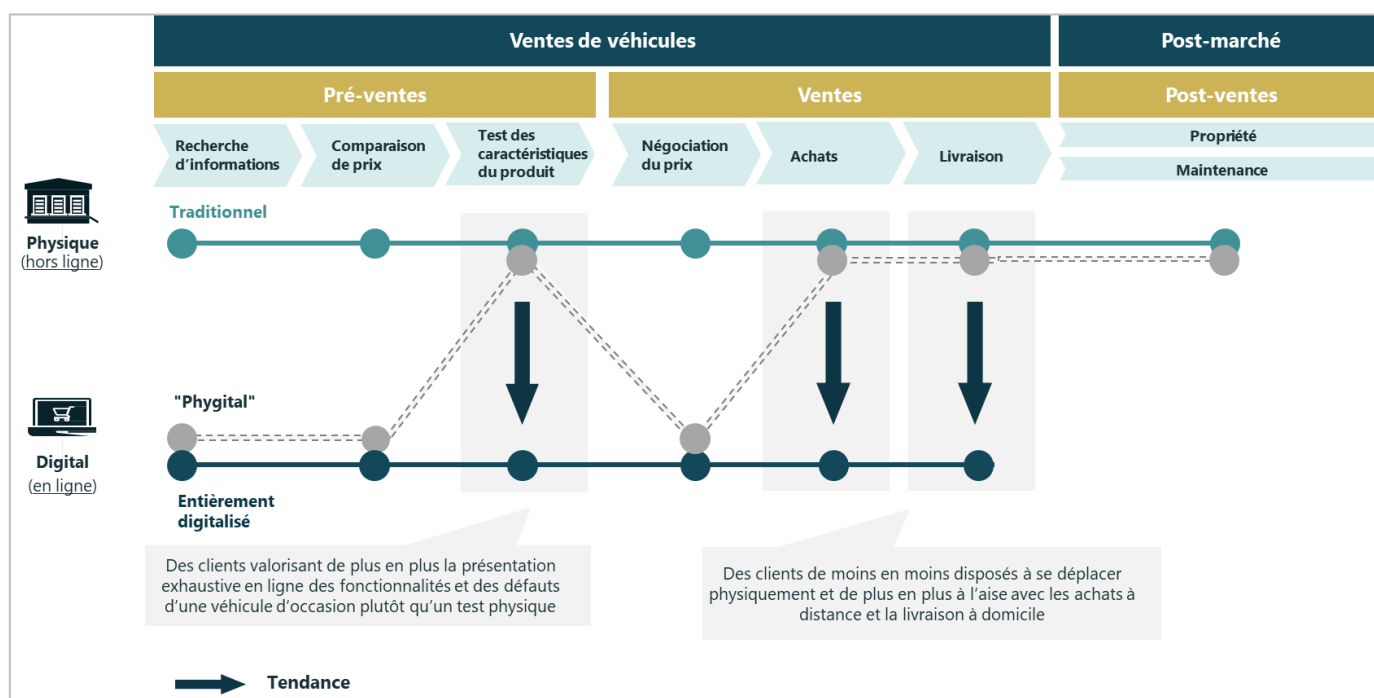 Ventes de véhicules
Post-marché
Pré-ventes
Ventes
Post-ventes
Recherche
d’informations
Comparaison
de prix
Test des
caractéristiques
du produit
Négociation
du prix
Achats
Livraison
Propriété
Maintenance
Traditionnel
Physique
(hors ligne)
"Phygital"
Digital
(en ligne)
Entièrement
digitalisé
Des clients valorisant de plus en plus la présentation
exhaustive en ligne des fonctionnalités et des défauts
d’une véhicule d’occasion plutôt qu’un test physique
Des clients de moins en moins disposés à se déplacer
physiquement et de plus en plus à l’aise avec les achats à
distance et la livraison à domicile
Tendance